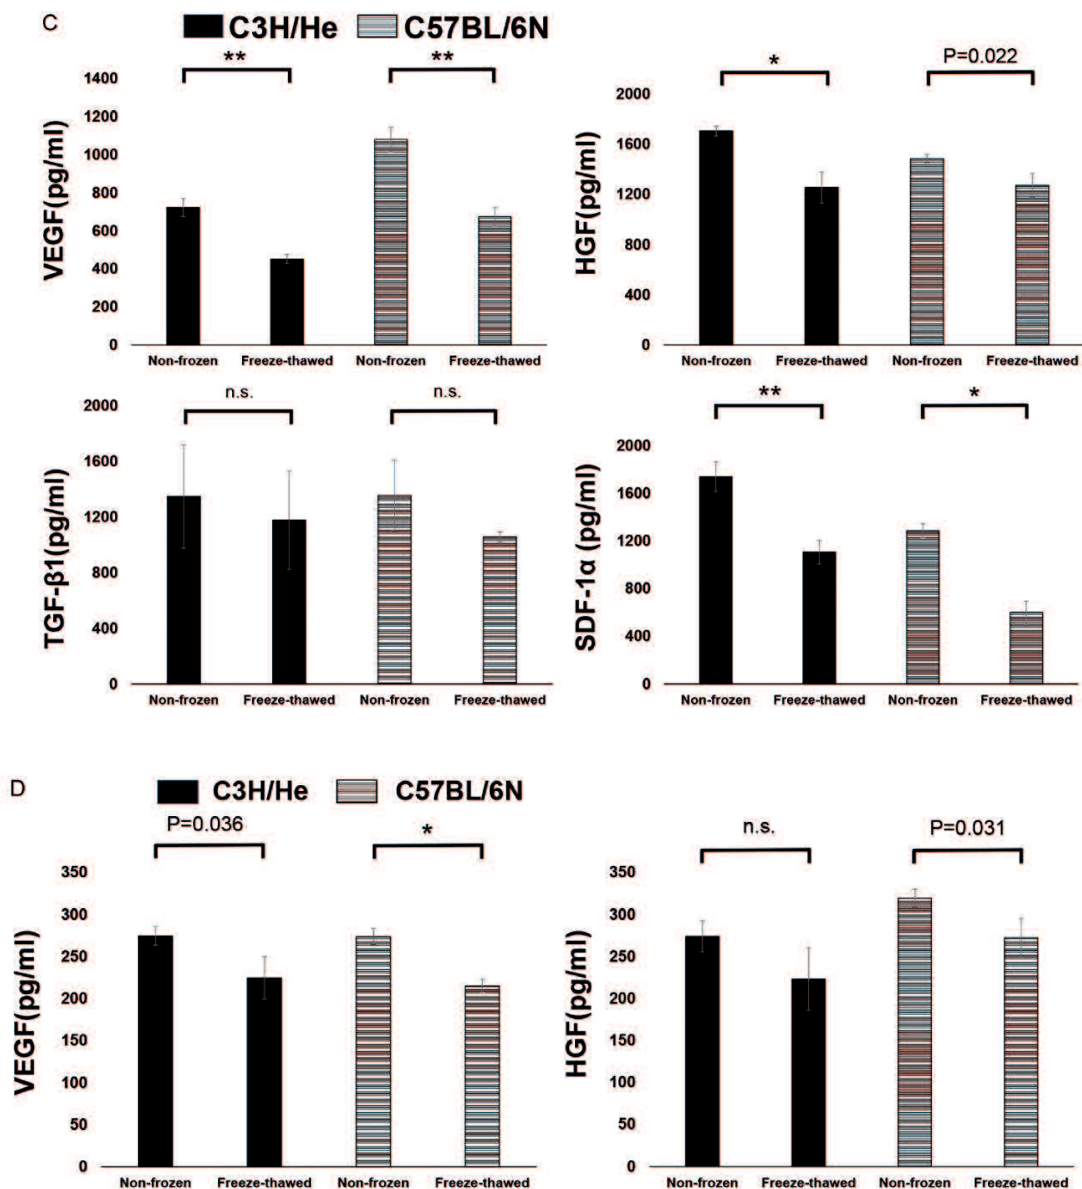 C
C3H/He C57BL/6N
** **
VEGF(pg/ml)
1400
1200
1000
800
600
400
200
0
Non-frozen Freeze-thawed Non-frozen Freeze-thawed
* P=0.022
HGF(pg/ml)
2000
1600
1200
800
400
0
Non-frozen Freeze-thawed Non-frozen Freeze-thawed
n.s. n.s.
TGF-β1(pg/ml)
2000
1600
1200
800
400
0
Non-frozen Freeze-thawed Non-frozen Freeze-thawed
** *
SDF-1α (pg/ml)
2000
1600
1200
800
400
0
Non-frozen Freeze-thawed Non-frozen Freeze-thawed
D
C3H/He C57BL/6N
P=0.036 *
VEGF(pg/ml)
350
300
250
200
150
100
50
0
Non-frozen Freeze-thawed Non-frozen Freeze-thawed
n.s. P=0.031
HGF(pg/ml)
350
300
250
200
150
100
50
0
Non-frozen Freeze-thawed Non-frozen Freeze-thawed